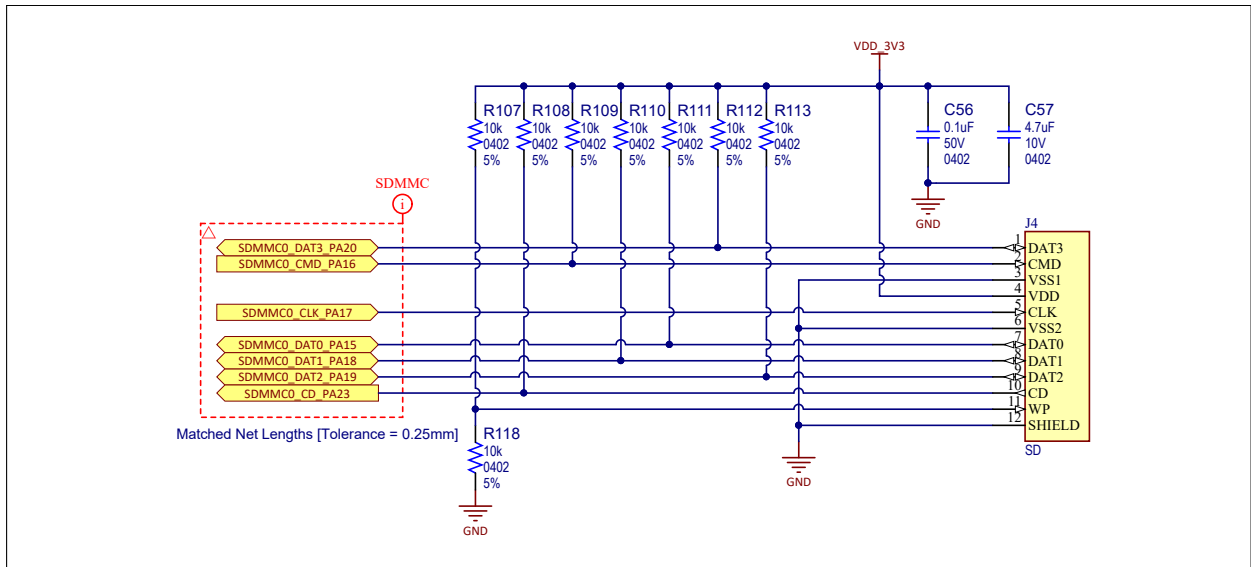 VDD_3V3
R107
10k
0402
5%
R108
10k
0402
5%
R109
10k
0402
5%
R110
10k
0402
5%
R111
10k
0402
5%
R112
10k
0402
5%
R113
10k
0402
5%
C56
0.1uF
50V
0402
C57
4.7uF
10V
0402
GND
SDMMC
i
SDMMC0_DAT3_PA20
SDMMC0_CMD_PA16
SDMMC0_CLK_PA17
SDMMC0_DAT0_PA15
SDMMC0_DAT1_PA18
SDMMC0_DAT2_PA19
SDMMC0_CD_PA23
Matched Net Lengths [Tolerance = 0.25mm]
R118
10k
0402
5%
GND
GND
J4
1 DAT3
2 CMD
3 VSS1
4 VDD
5 CLK
6 VSS2
7 DAT0
8 DAT1
9 DAT2
10 CD
11 WP
12 SHIELD
SD